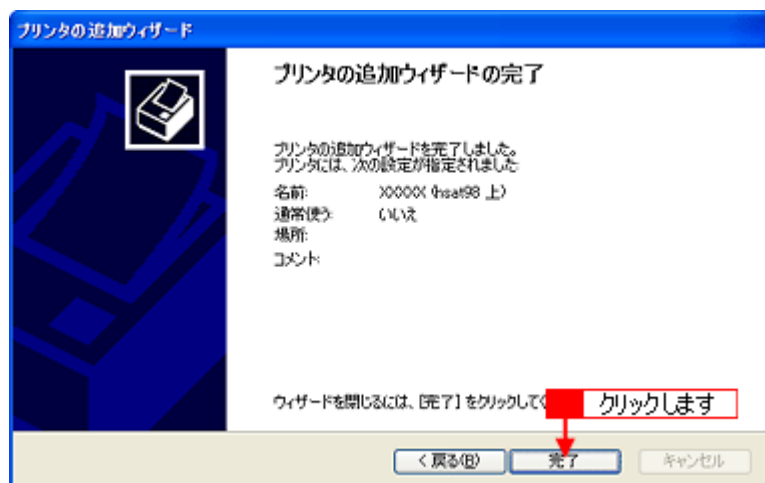 プリンタの追加ウィザード
プリンタの追加ウィザードの完了
プリンタの追加ウィザードを完了しました。
プリンタには、次の設定が指定されました:
名前: XXXXX (hsat98 上)
通常使う: いいえ
場所:
コメント:
ウィザードを閉じるには、[完了] をクリックして
クリックします
< 戻る(B)
完了
キャンセル